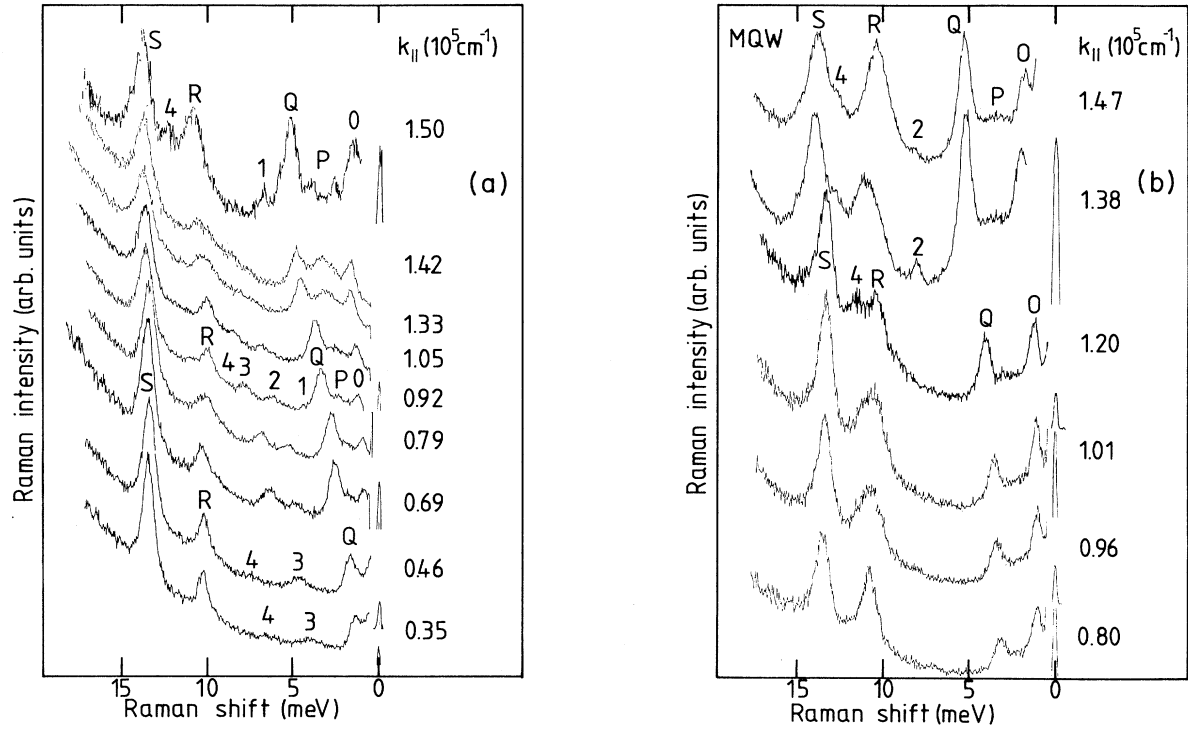 S
4
R
Q
O
k|| (10⁵cm⁻¹)
1
P
1.50
(a)
1.42
1.33
1.05
R
4 3
2
1
Q
P O
0.92
S
0.79
0.69
R
4
3
Q
0.46
4
3
0.35
15
10
5
0
Raman shift (meV)
Raman intensity (arb. units)
MQW
S
4
R
Q
O
k|| (10⁵cm⁻¹)
2
P
1.47
(b)
1.38
2
S
4
R
Q
O
1.20
1.01
0.96
0.80
15
10
5
0
Raman shift (meV)
Raman intensity (arb. units)